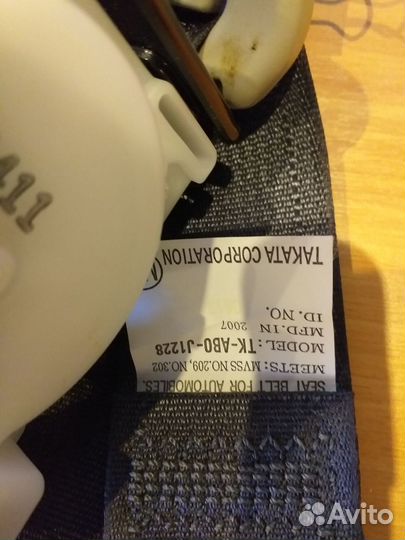 SEAT BELT FOR AUTOMOBILES.
MEETS: MVSS NO.209, NO.302
MODEL: TK-AB0-J1228
MFD. IN 2007
ID. NO.
TAKATA CORPORATION
411
Avito